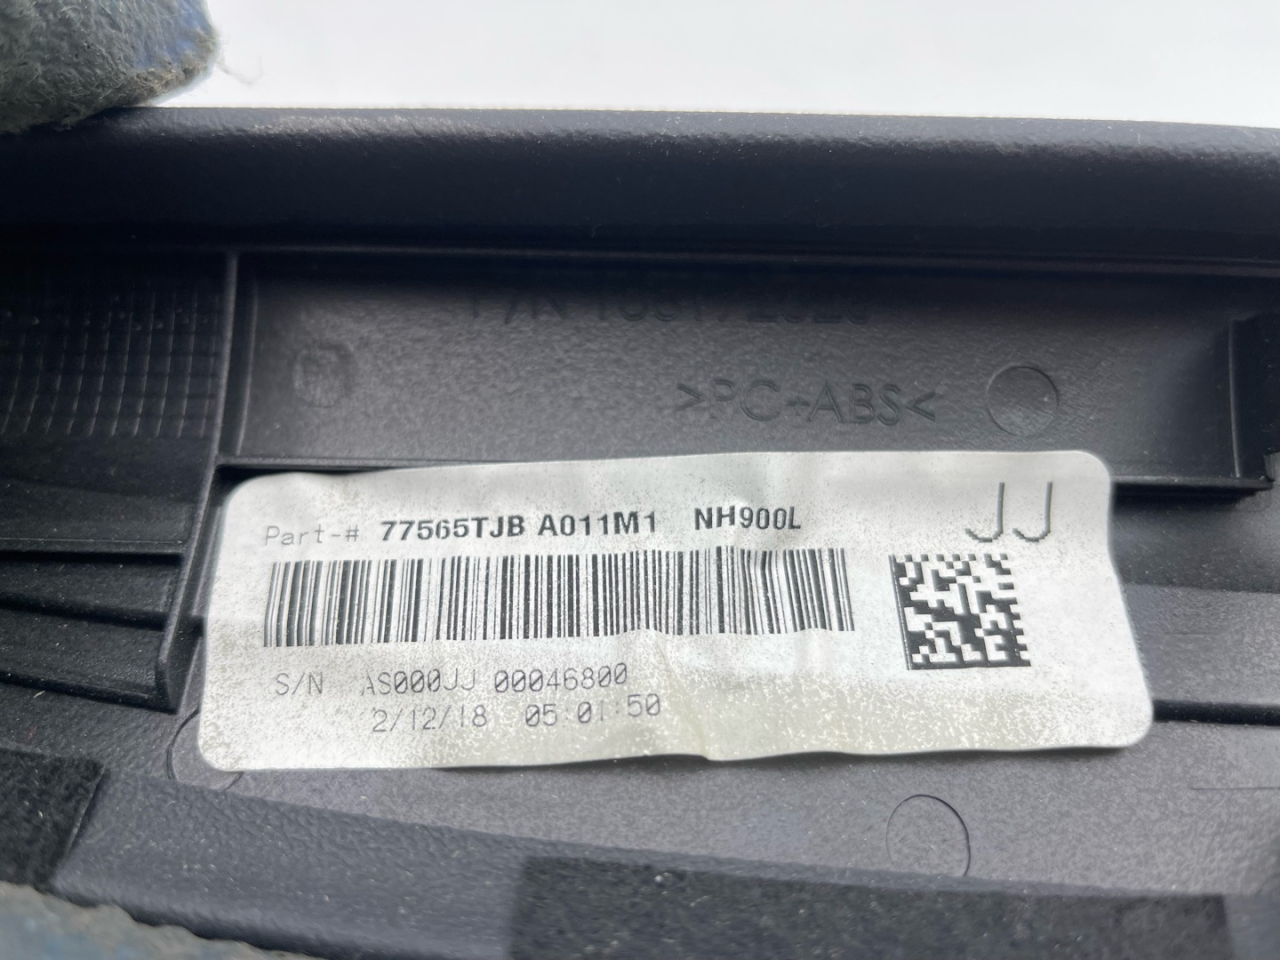 >PC-ABS<
Part-# 77565TJB A011M1 NH900L JJ
S/N AS000JJ 00046800
2/12/18 05:01:50